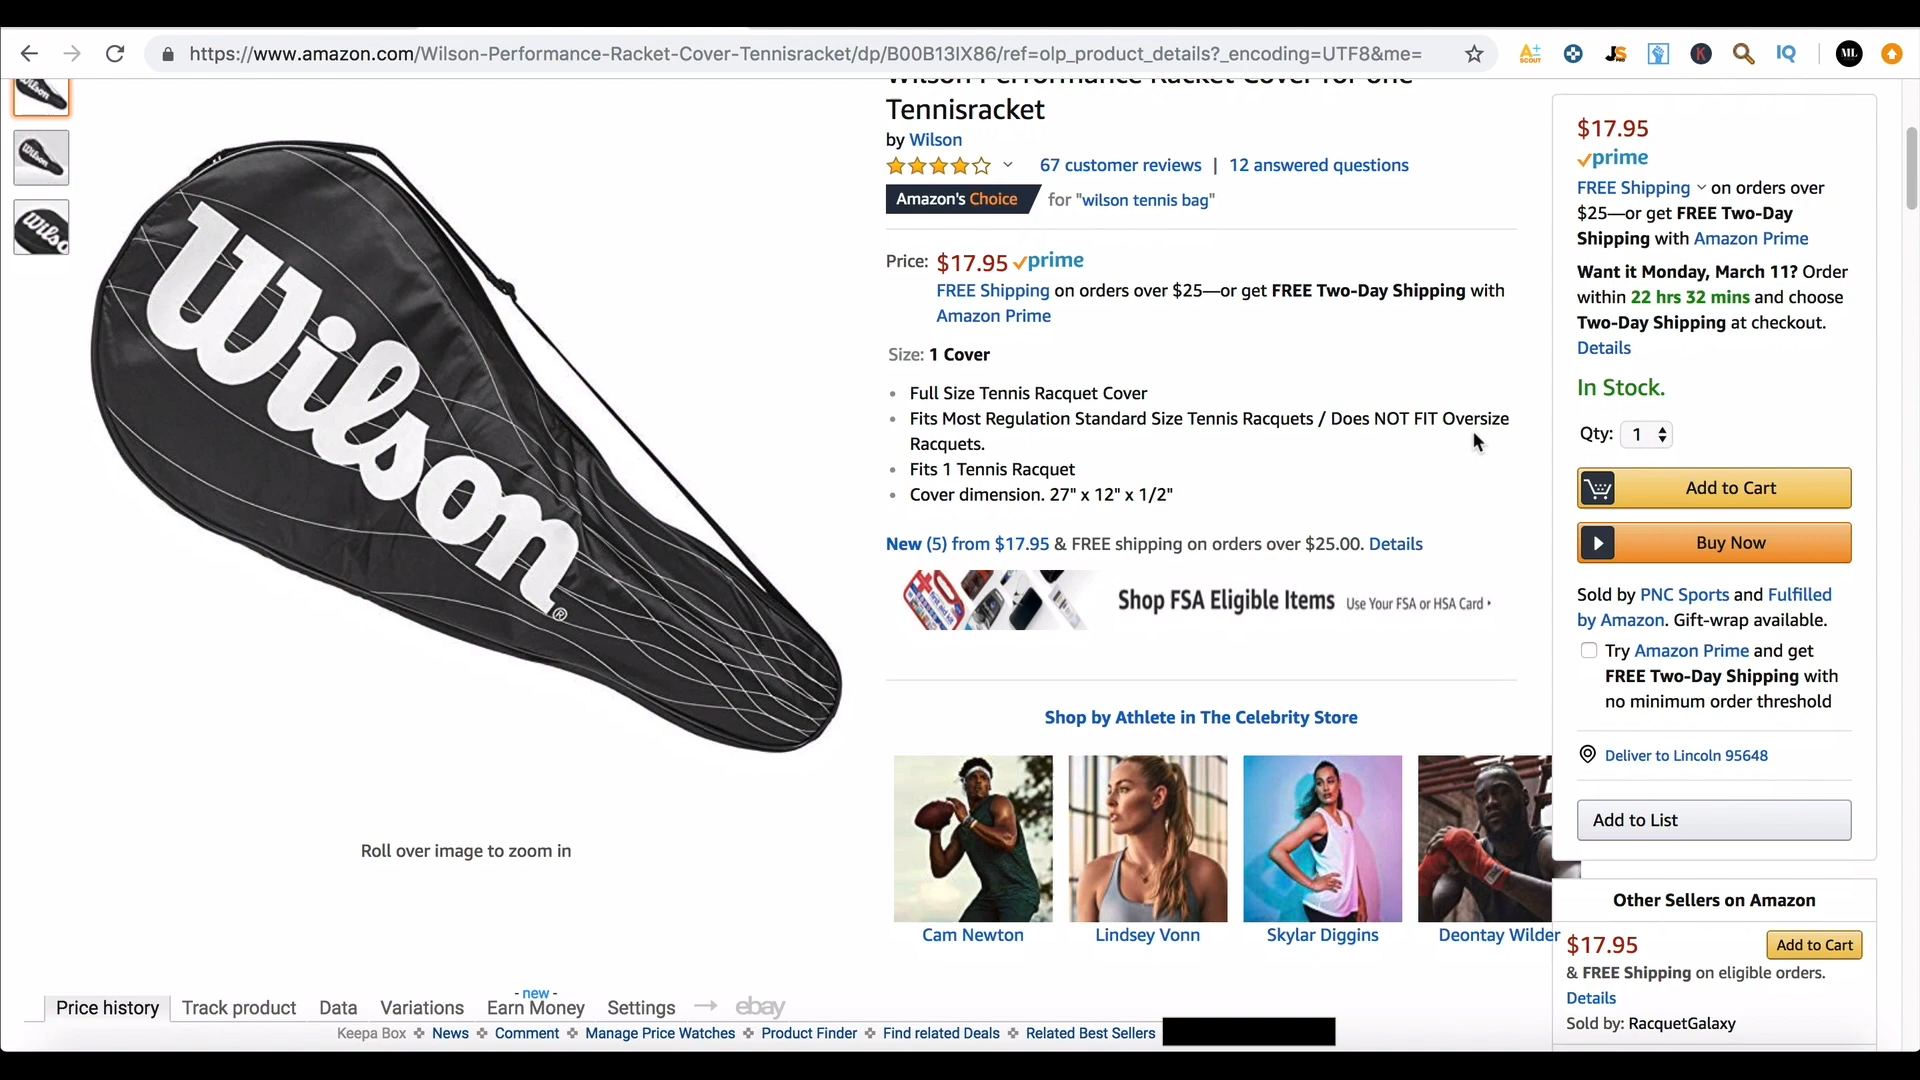 https://www.amazon.com/Wilson-Performance-Racket-Cover-Tennisracket/dp/B00B13IX86/ref=olp_product_details?_encoding=UTF8&me=
Wilson Performance Racket Cover for one
Tennisracket
by Wilson
67 customer reviews | 12 answered questions
Amazon's Choice for "wilson tennis bag"
Price: $17.95 prime
FREE Shipping on orders over $25—or get FREE Two-Day Shipping with
Amazon Prime
Size: 1 Cover
Full Size Tennis Racquet Cover
Fits Most Regulation Standard Size Tennis Racquets / Does NOT FIT Oversize
Racquets.
Fits 1 Tennis Racquet
Cover dimension. 27" x 12" x 1/2"
New (5) from $17.95 & FREE shipping on orders over $25.00. Details
Shop FSA Eligible Items Use Your FSA or HSA Card
Shop by Athlete in The Celebrity Store
Cam Newton
Lindsey Vonn
Skylar Diggins
Deontay Wilder
Wilson®
Roll over image to zoom in
$17.95
prime
FREE Shipping on orders over
$25—or get FREE Two-Day
Shipping with Amazon Prime
Want it Monday, March 11? Order
within 22 hrs 32 mins and choose
Two-Day Shipping at checkout.
Details
In Stock.
Qty: 1
Add to Cart
Buy Now
Sold by PNC Sports and Fulfilled
by Amazon. Gift-wrap available.
Try Amazon Prime and get
FREE Two-Day Shipping with
no minimum order threshold
Deliver to Lincoln 95648
Add to List
Other Sellers on Amazon
$17.95
Add to Cart
& FREE Shipping on eligible orders.
Details
Sold by: RacquetGalaxy
Price history
Track product
Data
Variations
- new -
Earn Money
Settings
ebay
Keepa Box
News
Comment
Manage Price Watches
Product Finder
Find related Deals
Related Best Sellers